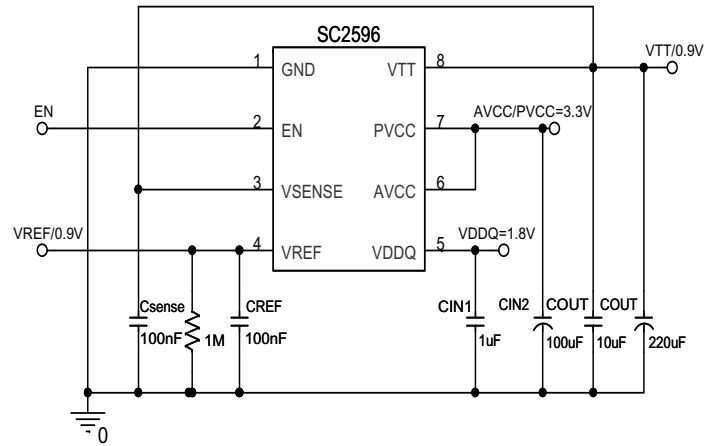 SC2596
VTT/0.9V
1 GND VTT 8
EN
AVCC/PVCC=3.3V
2 EN PVCC 7
3 VSENSE AVCC 6
VREF/0.9V
VDDQ=1.8V
4 VREF VDDQ 5
Csense CREF CIN1 CIN2 COUT COUT
100nF 1M 100nF 1uF 100uF 10uF 220uF
0